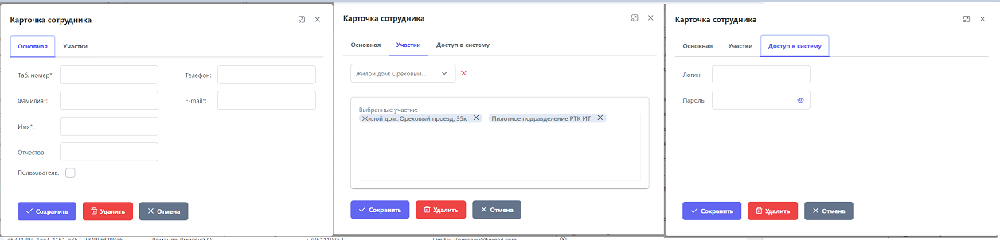 Карточка сотрудника
Основная Участки
Таб. номер*: Телефон:
Фамилия*: E-mail*:
Имя*:
Отчество:
Пользователь:
Сохранить Удалить Отмена
Карточка сотрудника
Основная Участки Доступ в систему
Жилой дом: Ореховый...
Выбранные участки:
Жилой дом: Ореховый проезд, 35к Пилотное подразделение РТК ИТ
Сохранить Удалить Отмена
Карточка сотрудника
Основная Участки Доступ в систему
Логин:
Пароль:
Сохранить Удалить Отмена